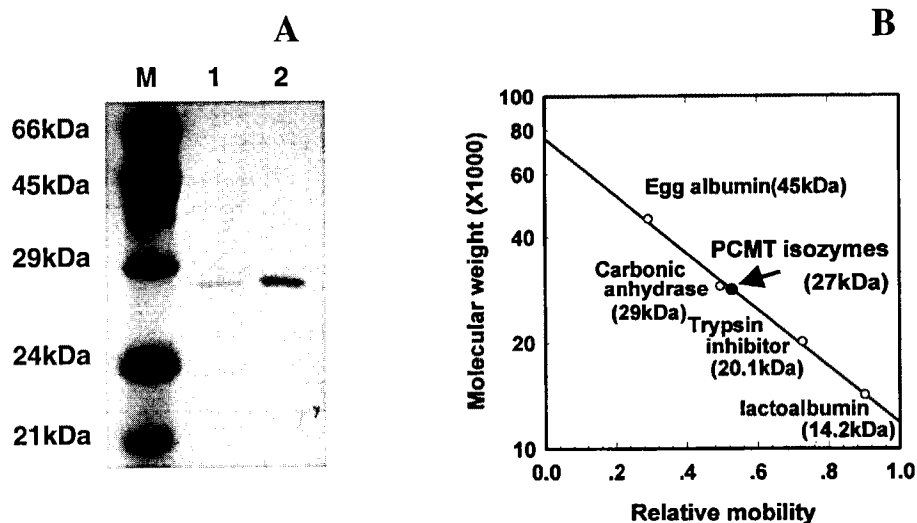 A
M 1 2
66kDa
45kDa
29kDa
24kDa
21kDa
B
Molecular weight (X1000)
100
80
60
40
20
10
Egg albumin(45kDa)
PCMT isozymes
(27kDa)
Carbonic
anhydrase
(29kDa)
Trypsin
inhibitor
(20.1kDa)
lactoalbumin
(14.2kDa)
0.0 .2 .4 .6 .8 1.0
Relative mobility